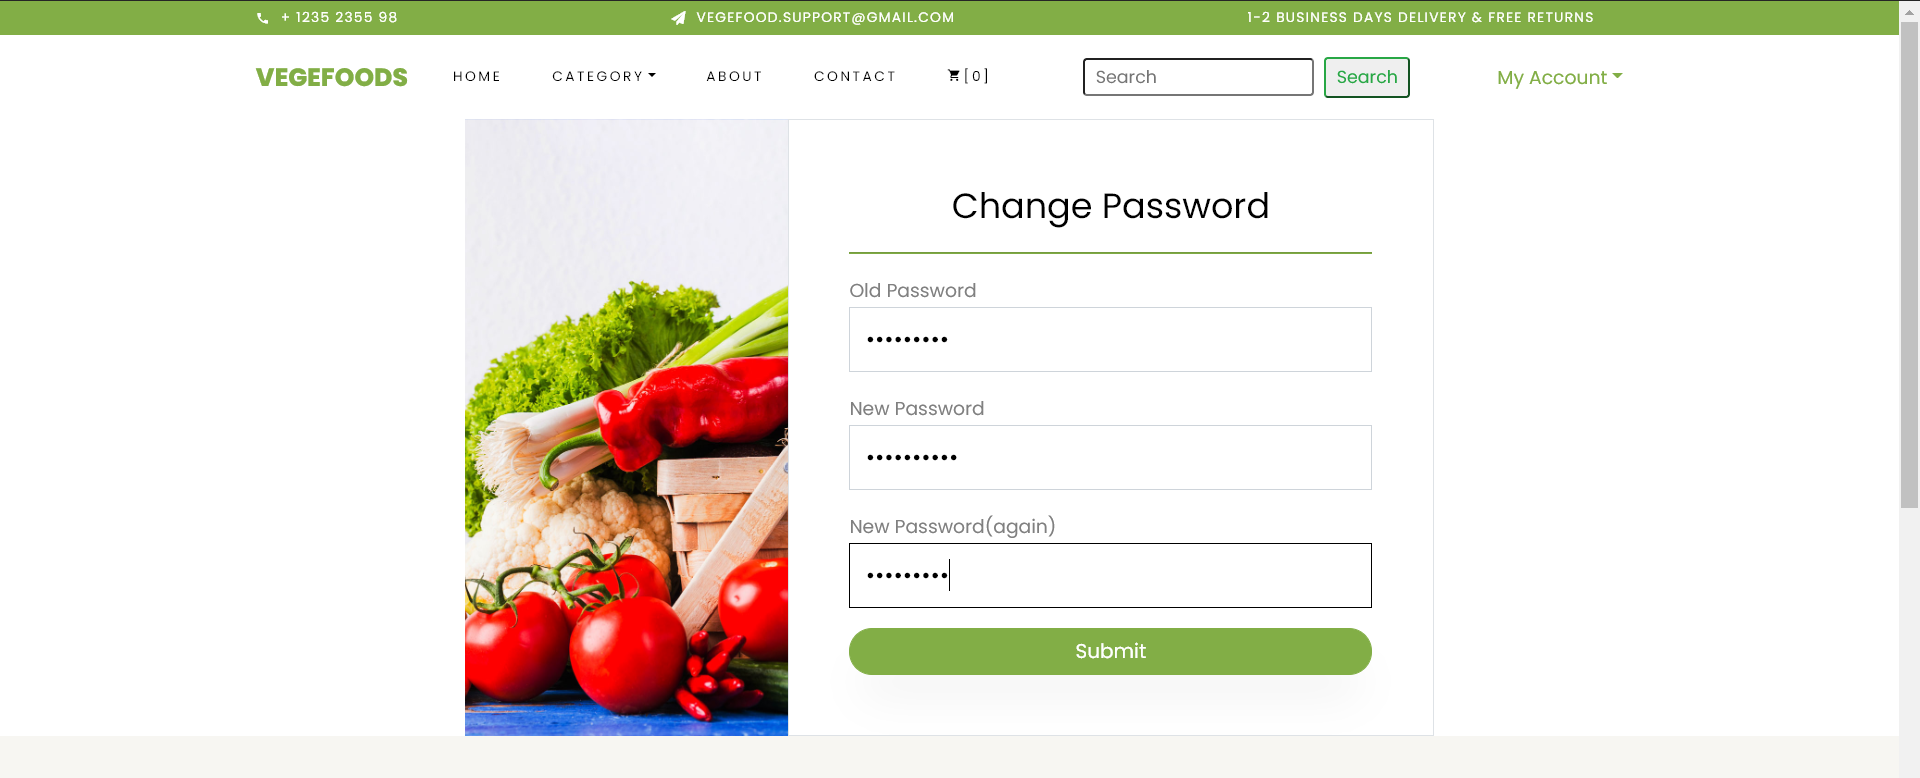 + 1235 2355 98
VEGEFOOD.SUPPORT@GMAIL.COM
1-2 BUSINESS DAYS DELIVERY & FREE RETURNS
VEGEFOODS
HOME
CATEGORY
ABOUT
CONTACT
[0]
Search
Search
My Account
Change Password
Old Password
•••••••••
New Password
••••••••••
New Password(again)
•••••••••
Submit